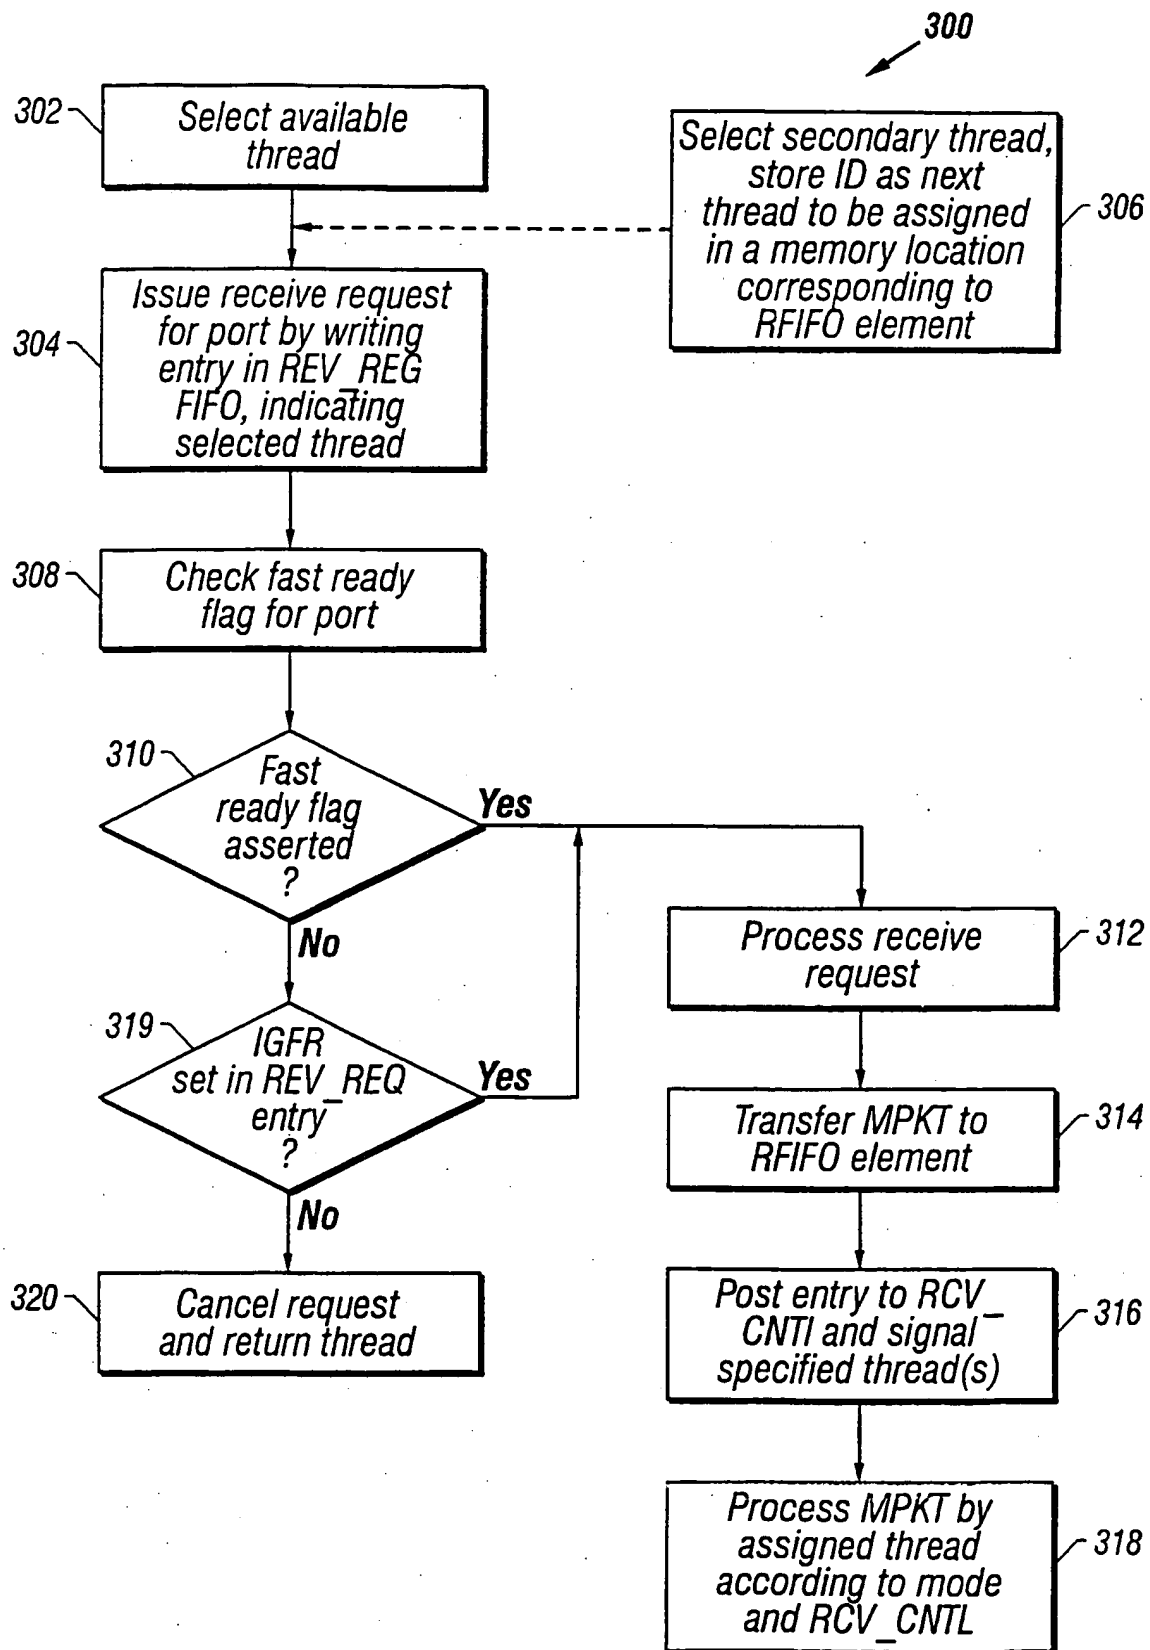 300
302
Select available
thread
Select secondary thread,
store ID as next
thread to be assigned
in a memory location
corresponding to
RFIFO element
306
304
Issue receive request
for port by writing
entry in REV_REG
FIFO, indicating
selected thread
308
Check fast ready
flag for port
310
Fast
ready flag
asserted
?
Yes
No
312
Process receive
request
319
IGFR
set in REV_REQ
entry
?
Yes
No
314
Transfer MPKT to
RFIFO element
320
Cancel request
and return thread
Post entry to RCV_
CNTI and signal
specified thread(s)
316
Process MPKT by
assigned thread
according to mode
and RCV_CNTL
318